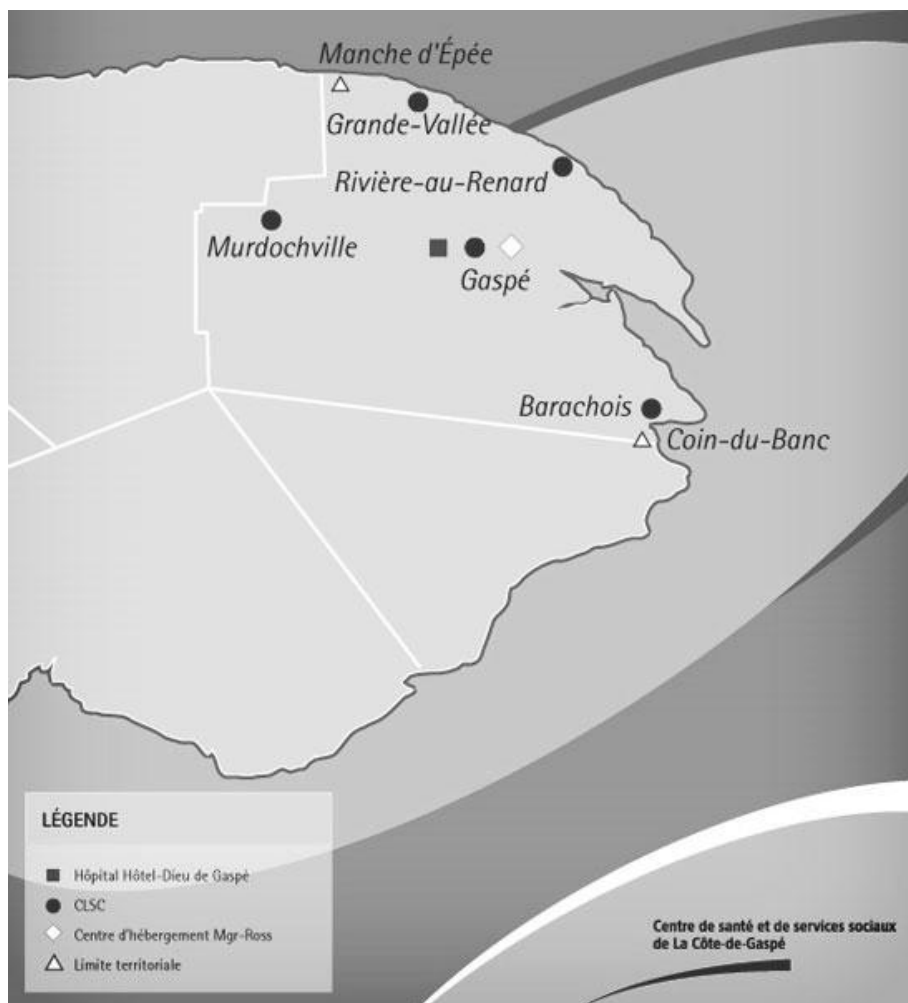 Manche d'Épée
Grande-Vallée
Rivière-au-Renard
Murdochville
Gaspé
Barachois
Coin-du-Banc
LÉGENDE
Hôpital Hôtel-Dieu de Gaspé
CLSC
Centre d'hébergement Mgr-Ross
Limite territoriale
Centre de santé et de services sociaux
de La Côte-de-Gaspé